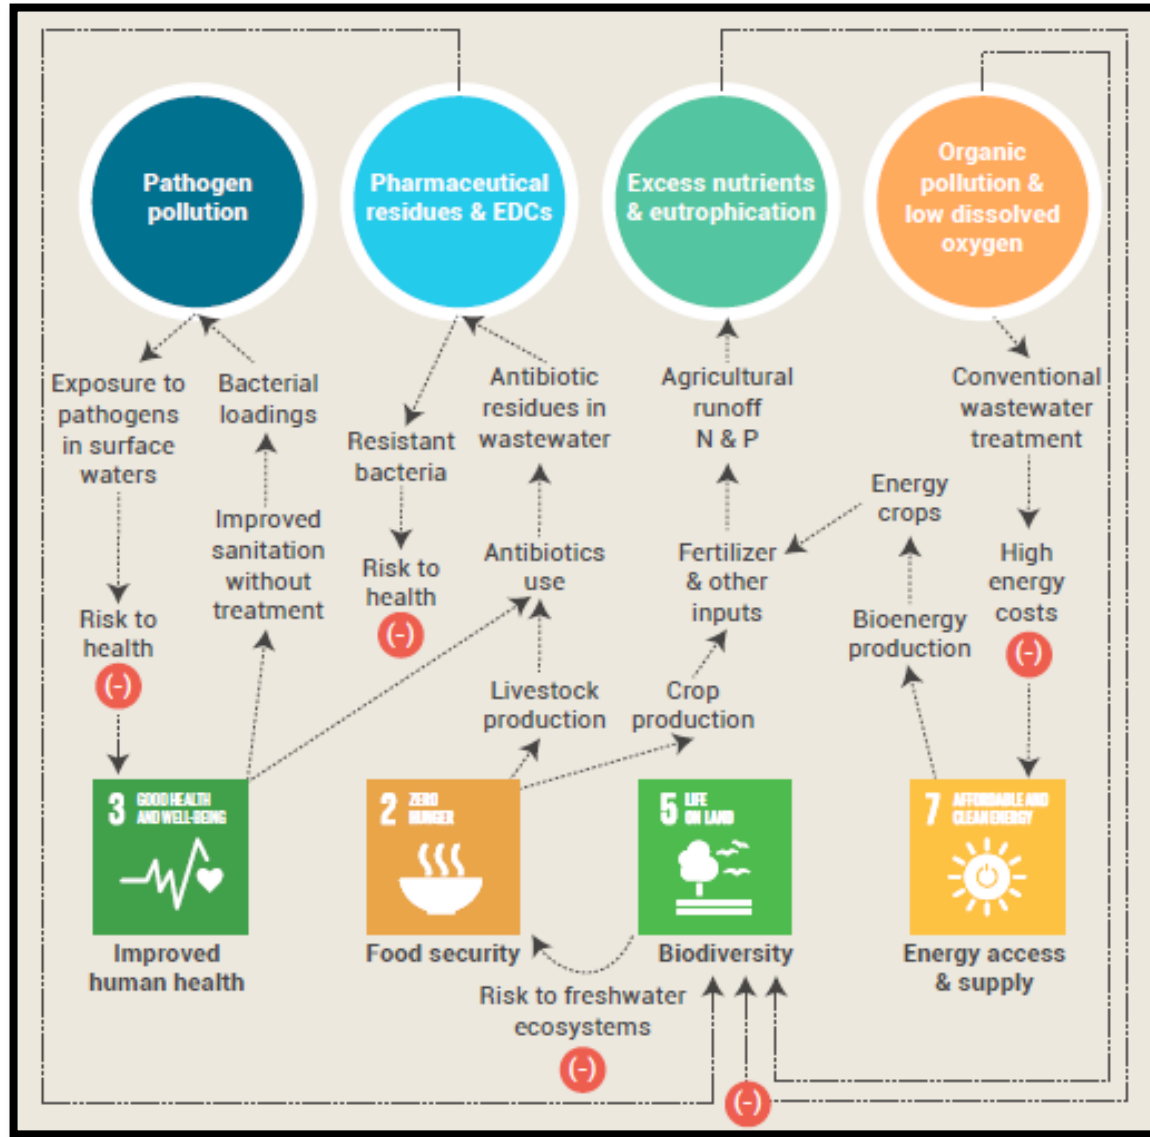 Pathogen
pollution
Pharmaceutical
residues & EDCs
Excess nutrients
& eutrophication
Organic
pollution &
low dissolved
oxygen
Exposure to
pathogens
in surface
waters
Bacterial
loadings
Resistant
bacteria
Antibiotic
residues in
wastewater
Agricultural
runoff
N & P
Conventional
wastewater
treatment
Energy
crops
Improved
sanitation
without
treatment
Risk to
health
(-)
Antibiotics
use
Fertilizer
& other
inputs
High
energy
costs
(-)
Risk to
health
(-)
Bioenergy
production
Livestock
production
Crop
production
3 GOOD HEALTH
AND WELL-BEING
2 ZERO
HUNGER
5 LIFE
ON LAND
7 AFFORDABLE AND
CLEAN ENERGY
Improved
human health
Food security
Biodiversity
Energy access
& supply
Risk to freshwater
ecosystems
(-)
(-)